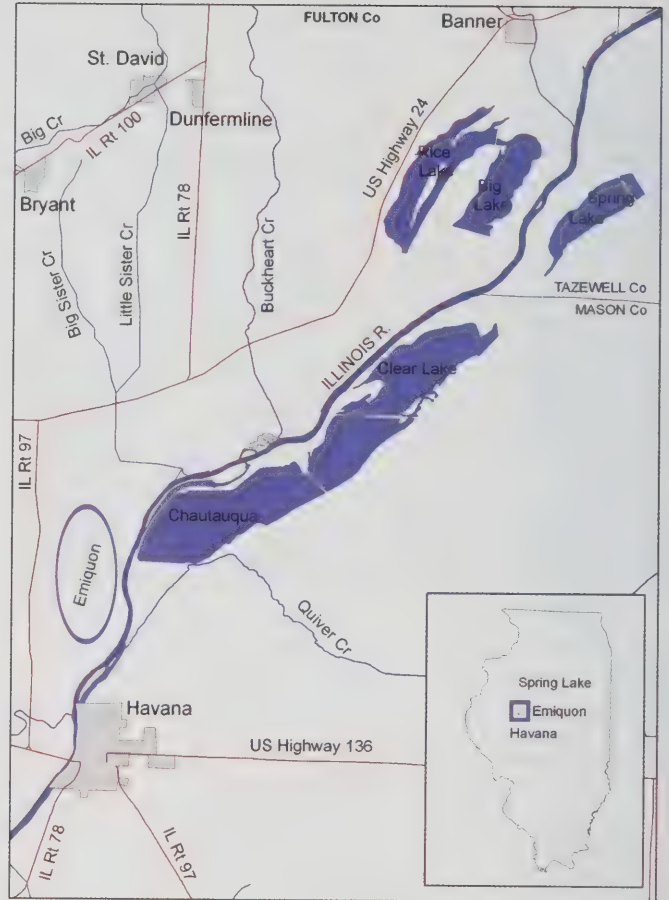 FULTON Co
Banner
St. David
Big Cr
IL Rt 100
Dunfermline
US Highway 24
Rice
Lake
Big
Lake
Spring
Lake
Bryant
IL Rt 78
Big Sister Cr
Little Sister Cr
Buckheart Cr
TAZEWELL Co
MASON Co
ILLINOIS R.
Clear Lake
IL Rt 97
Chautauqua
Emiquon
Quiver Cr
Havana
US Highway 136
IL Rt 78
IL Rt 97
Spring Lake
Emiquon
Havana